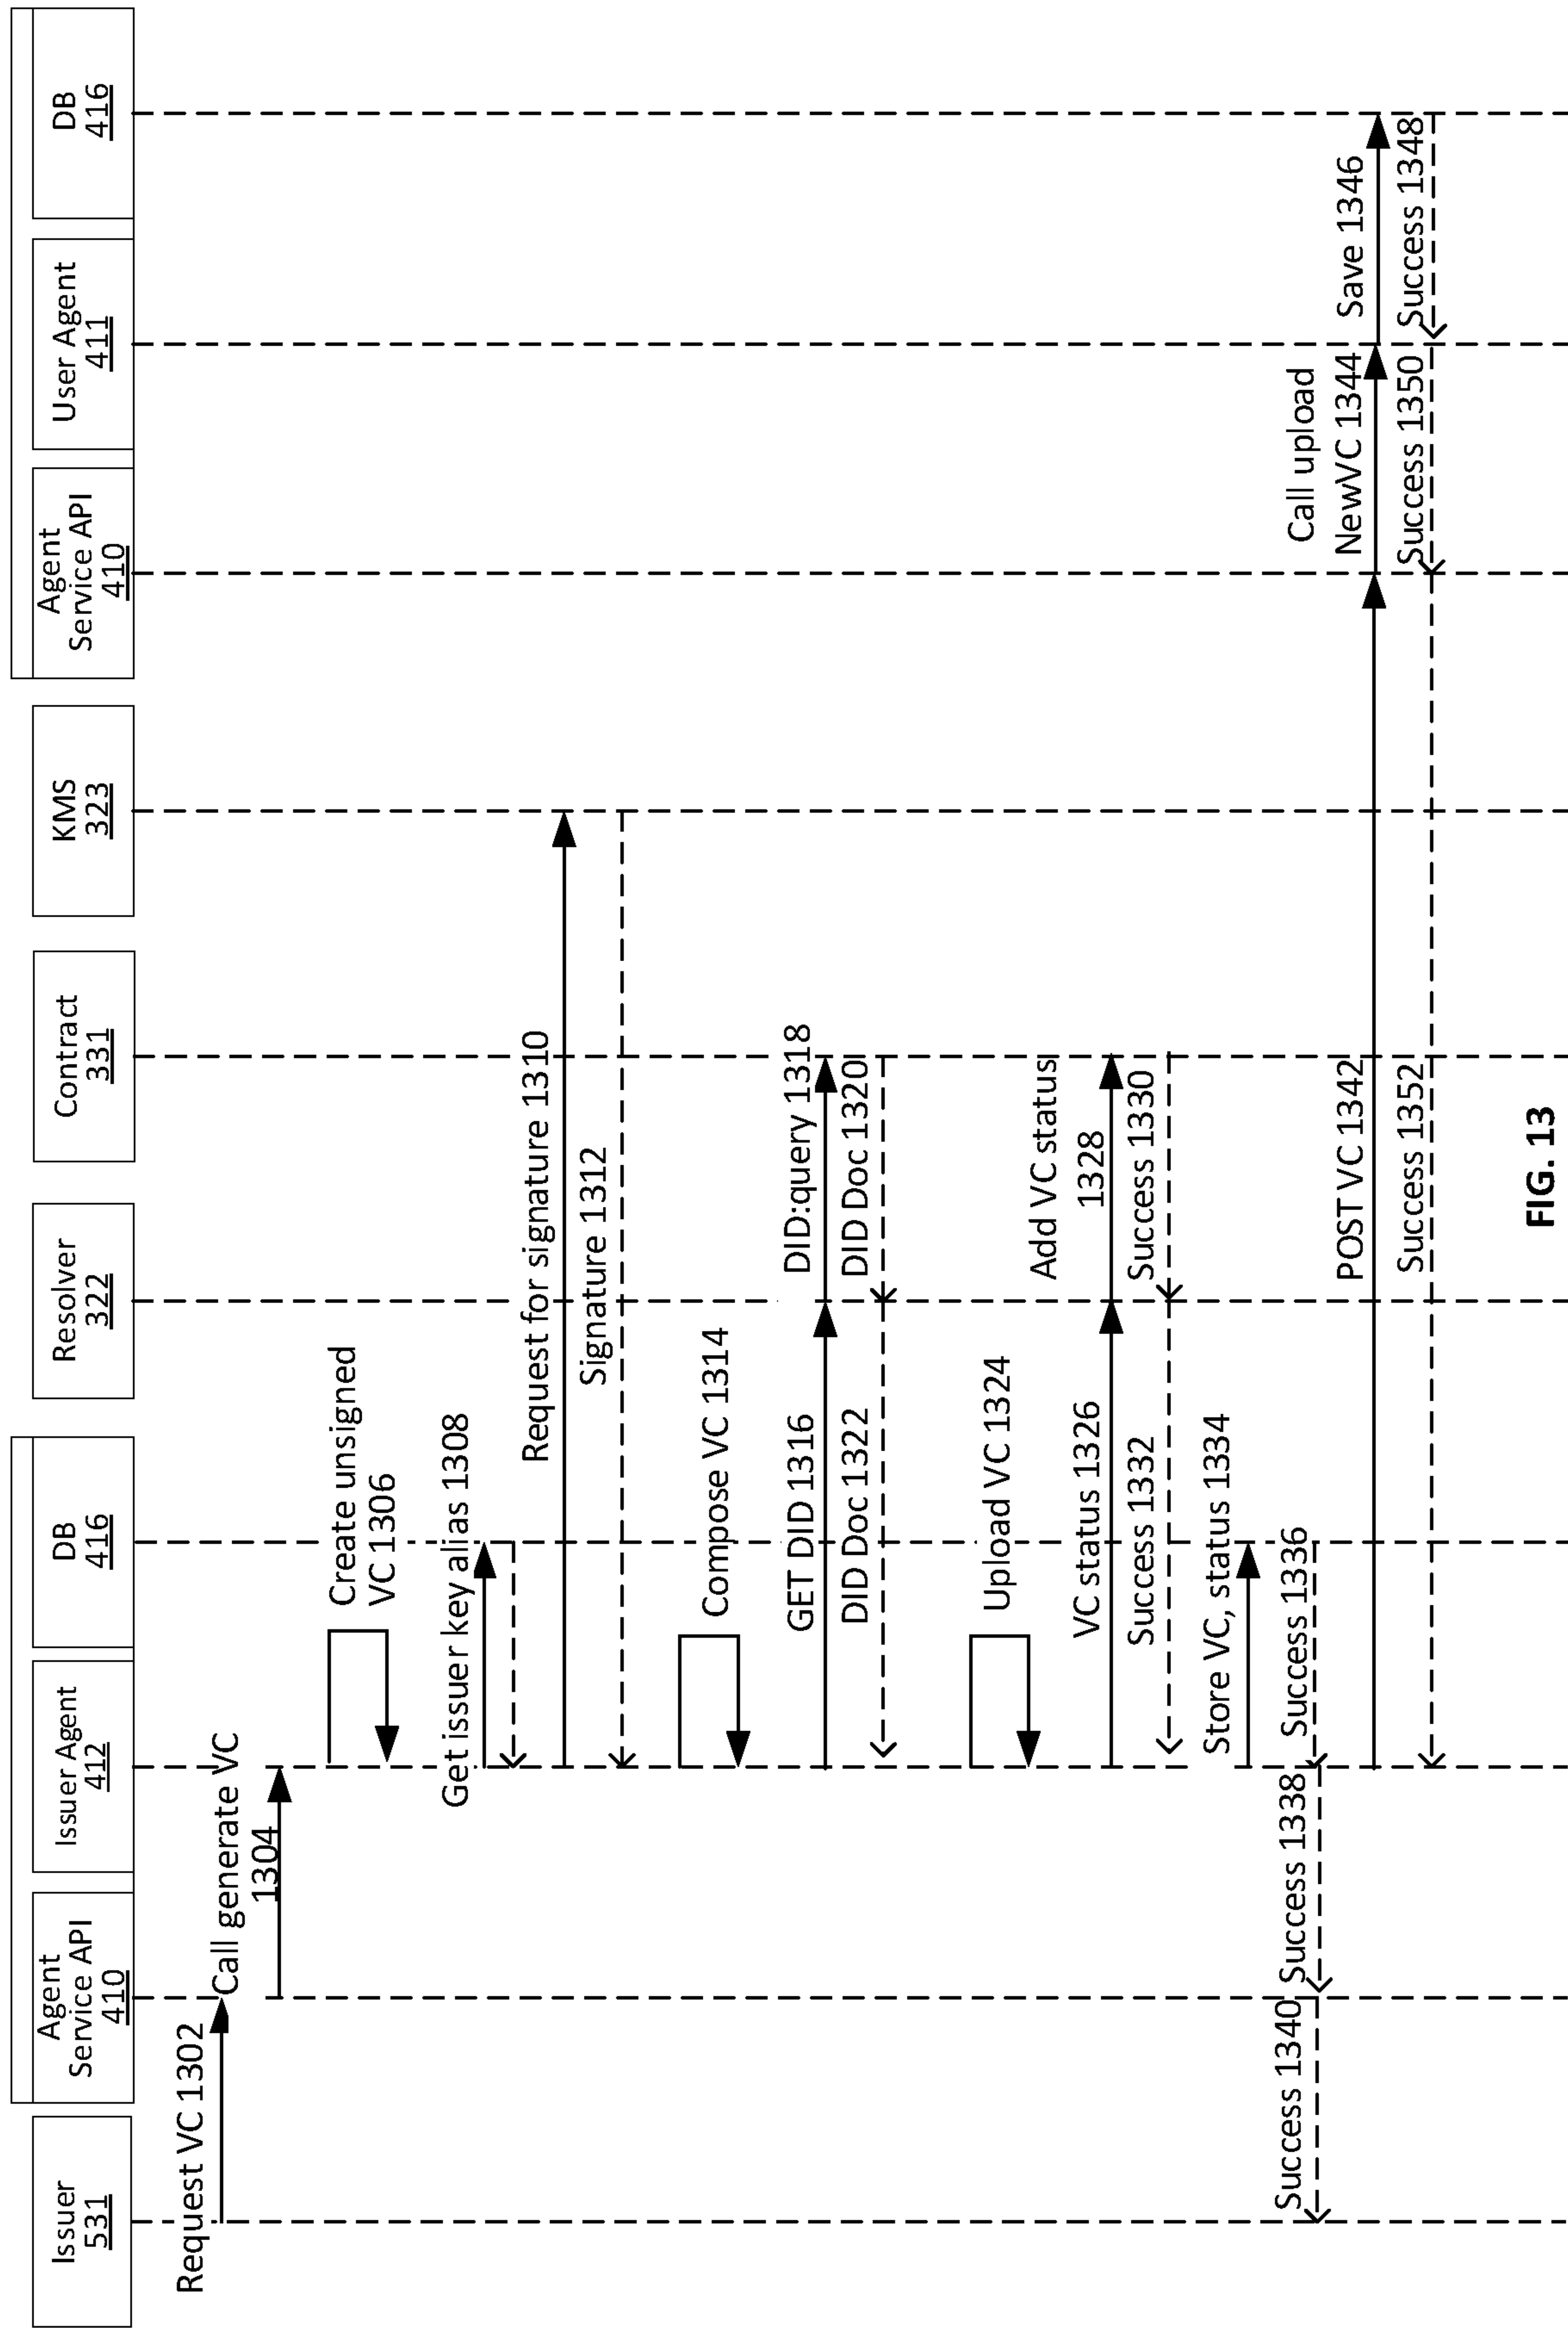 Issuer
531
Agent
Service API
410
Issuer Agent
412
DB
416
Resolver
322
Contract
331
KMS
323
Agent
Service API
410
User Agent
411
DB
416
Request VC 1302
Call generate VC
1304
Create unsigned
VC 1306
Get issuer key alias 1308
Request for signature 1310
Signature 1312
Compose VC 1314
GET DID 1316
DID:query 1318
DID Doc 1322
DID Doc 1320
Upload VC 1324
VC status 1326
Add VC status
1328
Success 1332
Success 1330
Store VC, status 1334
Success 1340
Success 1338
Success 1336
POST VC 1342
Call upload
NewVC 1344
Save 1346
Success 1352
Success 1350
Success 1348
FIG. 13